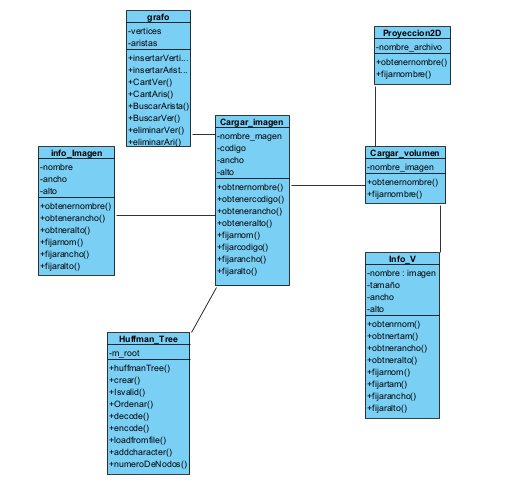 grafo
-vertices
-aristas
+insertarVerti...
+insertarArist...
+CantVer()
+CantAris()
+BuscarArista()
+BuscarVer()
+eliminarVer()
+eliminarAri()
Proyeccion2D
-nombre_archivo
+obtenernombre()
+fijarnombre()
Cargar_imagen
-nombre_magen
-codigo
-ancho
-alto
+obtnernombre()
+obtenercodigo()
+obtenerancho()
+obteneralto()
+fijarnom()
+fijarcodigo()
+fijarancho()
+fijaralto()
info_Imagen
-nombre
-ancho
-alto
+obtenernombre()
+obtenerancho()
+obtneralto()
+fijarnom()
+fijarancho()
+fijaralto()
Cargar_volumen
-nombre_imagen
+obtenernombre()
+fijarnombre()
Info_V
-nombre : imagen
-tamaño
-ancho
-alto
+obtenrnom()
+obtnertam()
+obtnerancho()
+obtneralto()
+fijarnom()
+fijartam()
+fijarancho()
+fijaralto()
Huffman_Tree
-m_root
+huffmanTree()
+crear()
+Isvalid()
+Ordenar()
+decode()
+encode()
+loadfromfile()
+addcharacter()
+numeroDeNodos()